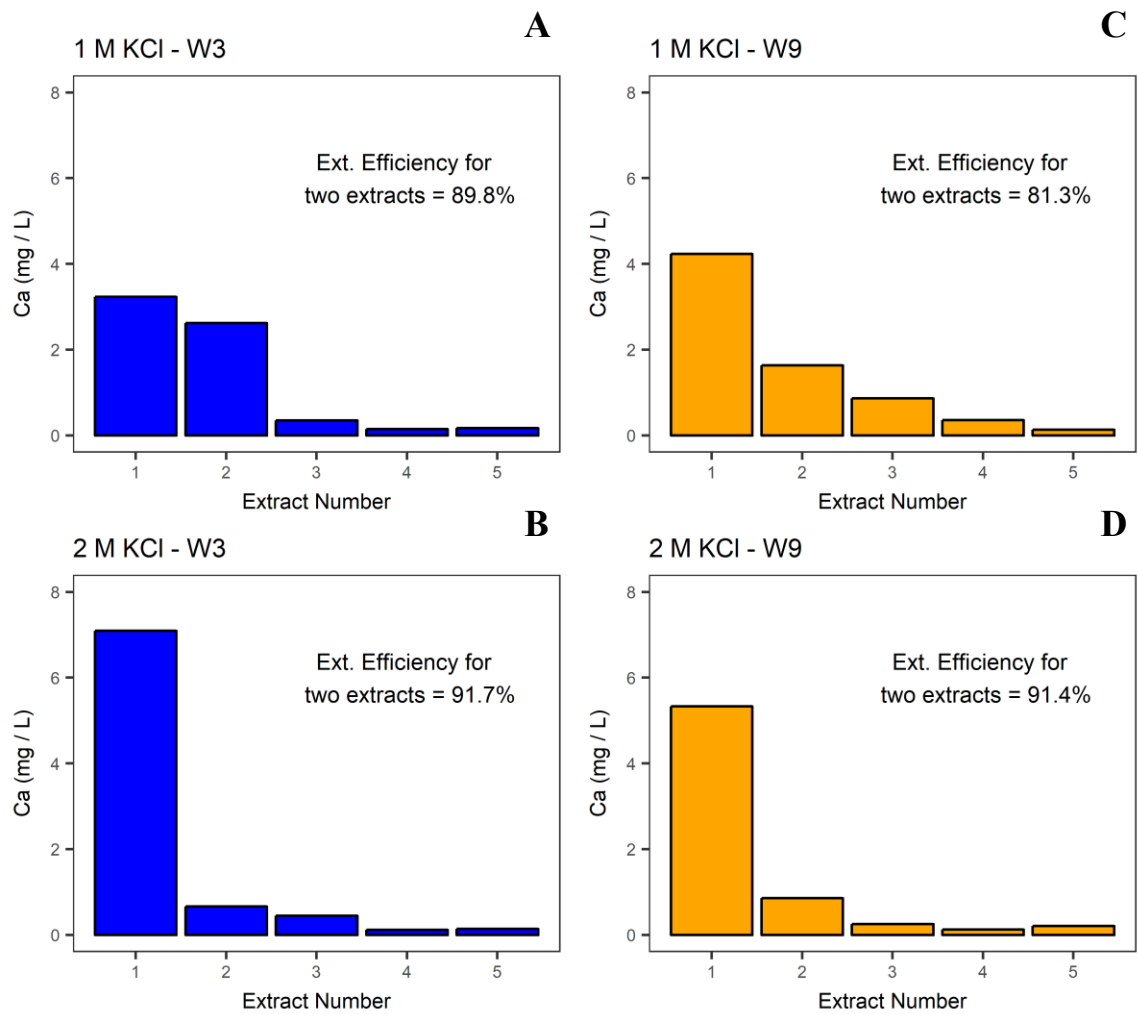 A
1 M KCl - W3
Ca (mg / L)
8
6
4
2
0
Ext. Efficiency for
two extracts = 89.8%
1 2 3 4 5
Extract Number
C
1 M KCl - W9
Ca (mg / L)
8
6
4
2
0
Ext. Efficiency for
two extracts = 81.3%
1 2 3 4 5
Extract Number
B
2 M KCl - W3
Ca (mg / L)
8
6
4
2
0
Ext. Efficiency for
two extracts = 91.7%
1 2 3 4 5
Extract Number
D
2 M KCl - W9
Ca (mg / L)
8
6
4
2
0
Ext. Efficiency for
two extracts = 91.4%
1 2 3 4 5
Extract Number